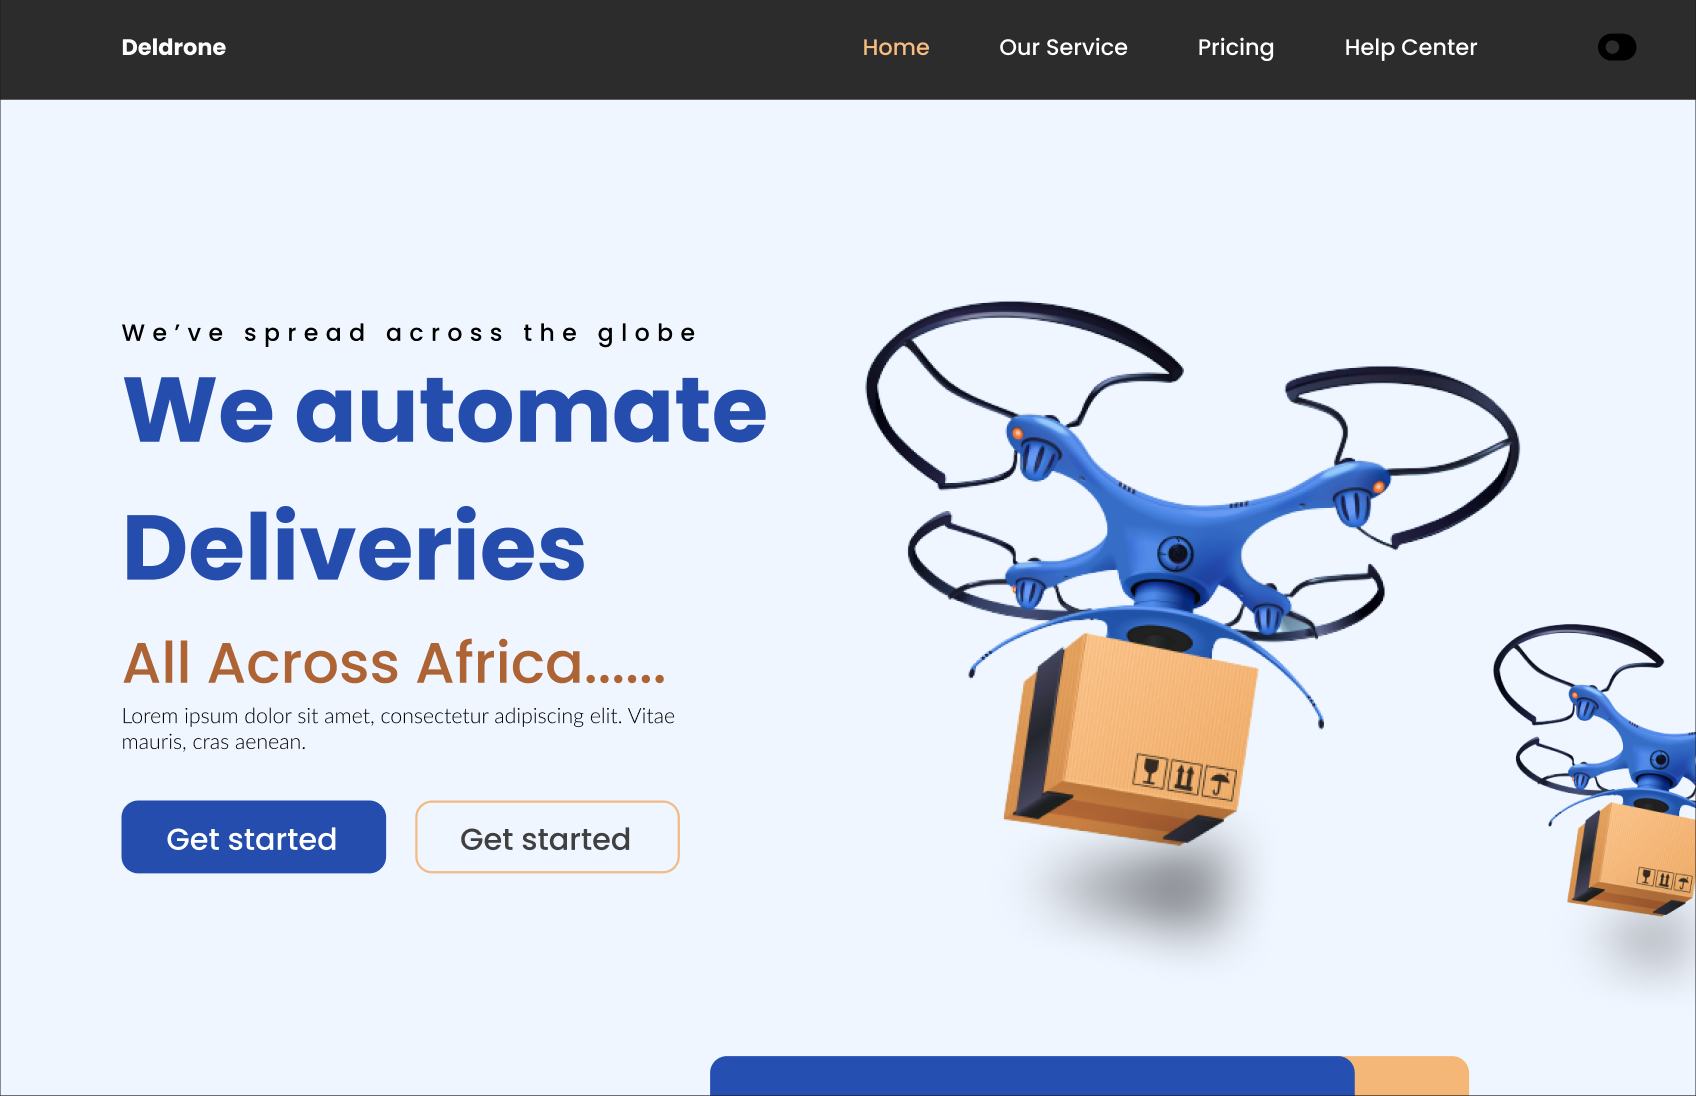 Deldrone
Home
Our Service
Pricing
Help Center
We’ve spread across the globe
We automate
Deliveries
All Across Africa......
Lorem ipsum dolor sit amet, consectetur adipiscing elit. Vitae
mauris, cras aenean.
Get started
Get started